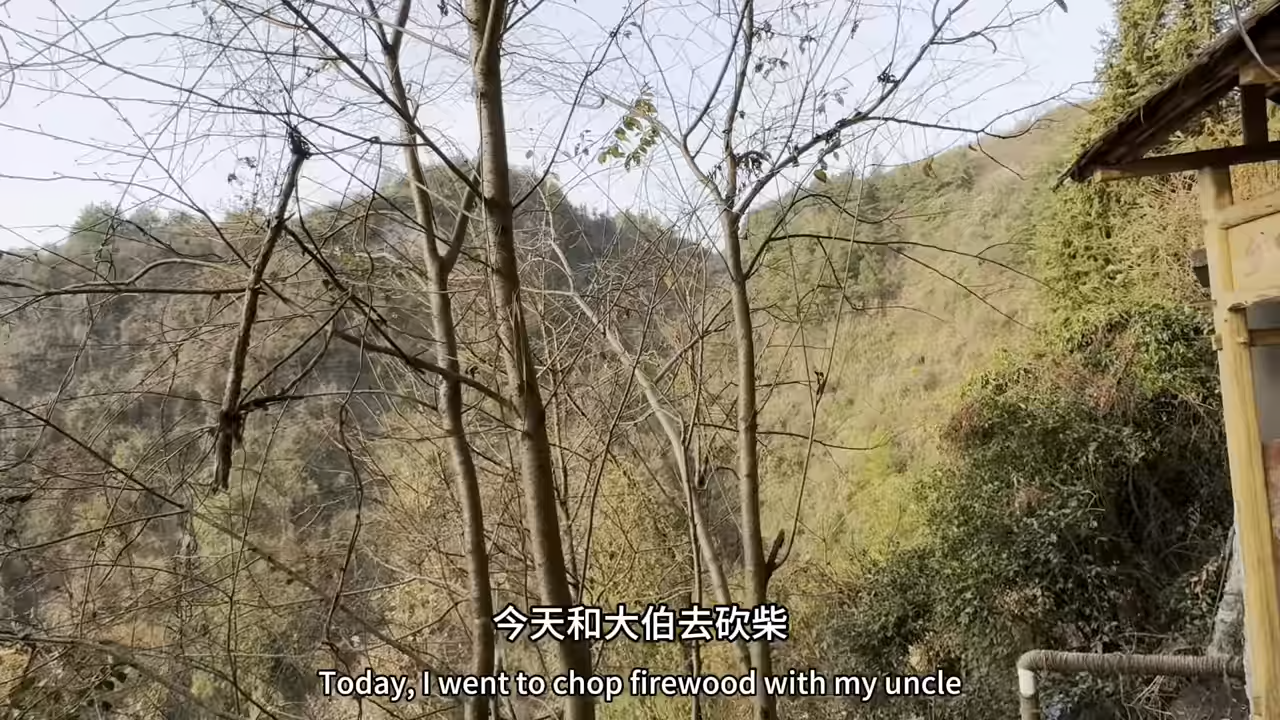 今天和大伯去砍柴
Today, I went to chop firewood with my uncle